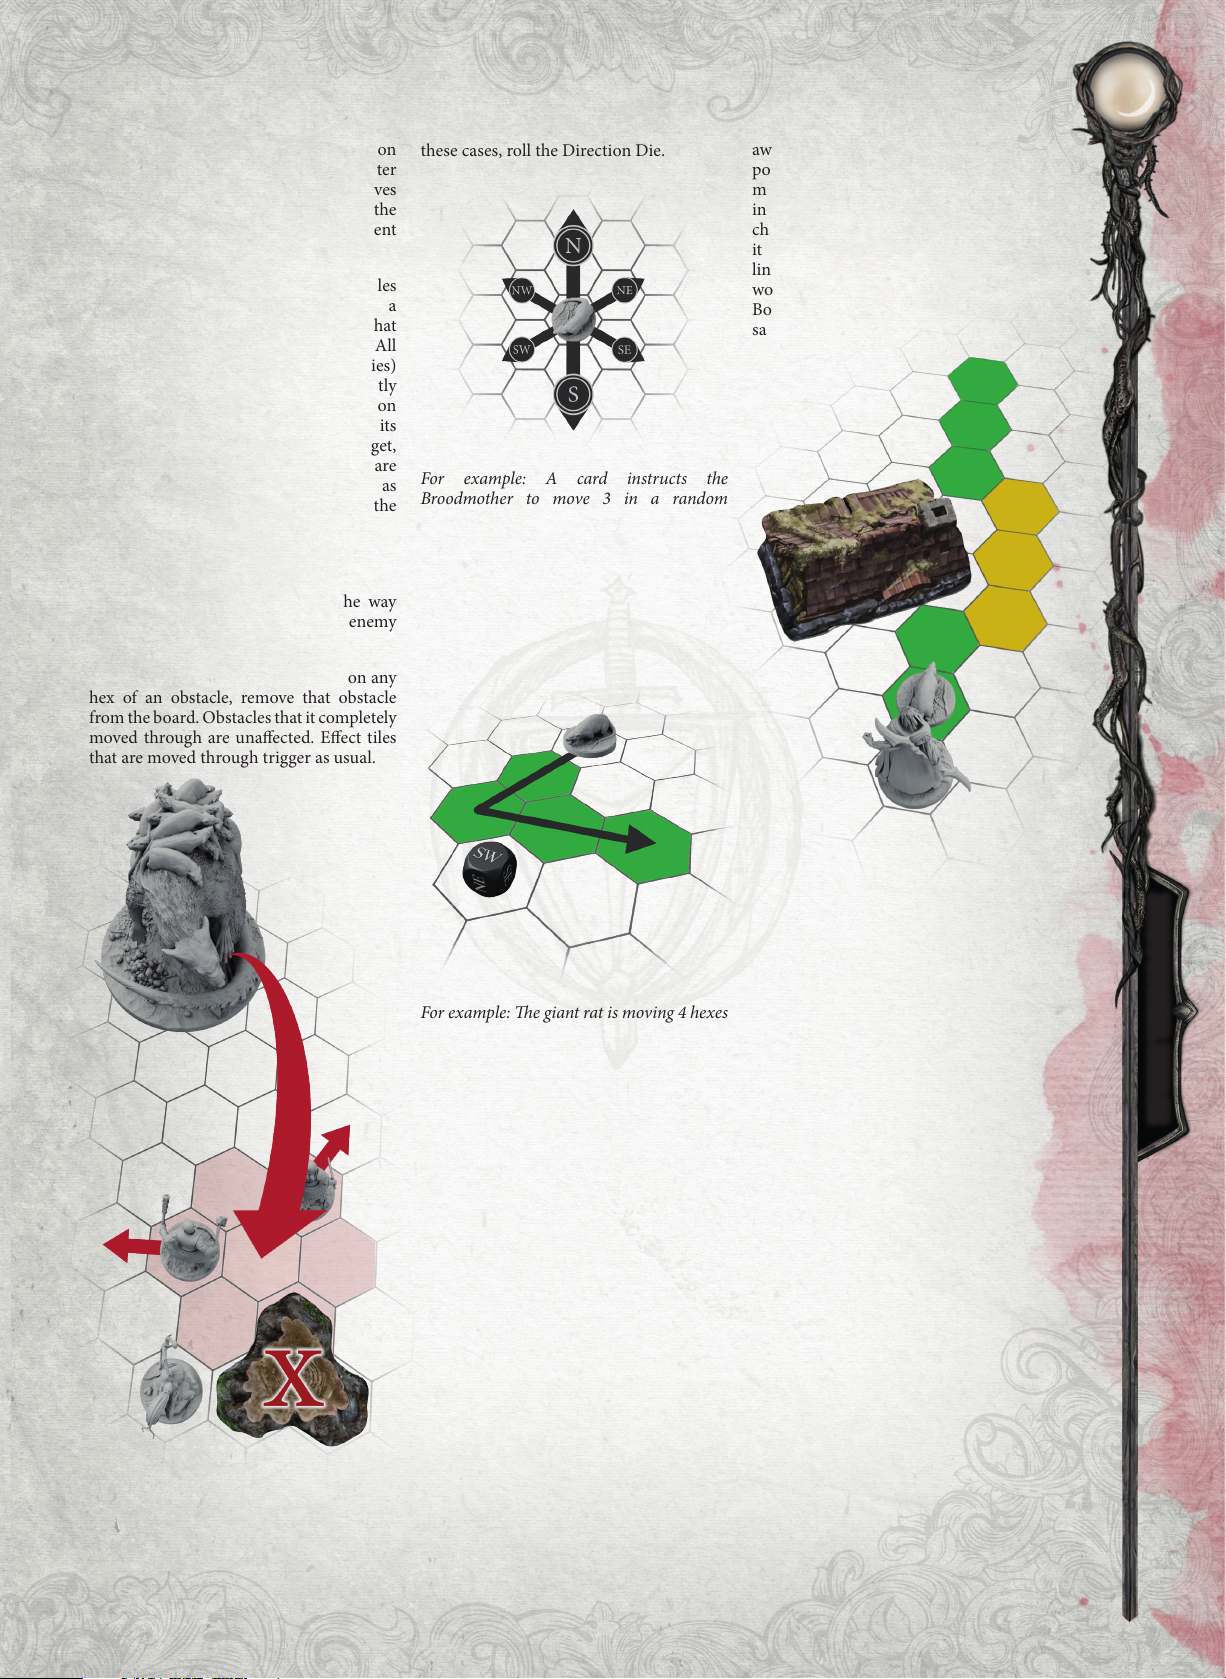 on
ter
ves
the
ent
les
a
hat
All
ies)
tly
on
its
get,
are
as
the
he way
enemy
on any
hex of an obstacle, remove that obstacle
from the board. Obstacles that it completely
moved through are unaffected. Effect tiles
that are moved through trigger as usual.
X
these cases, roll the Direction Die.
N
NW
NE
SW
SE
S
For example: A card instructs the
Broodmother to move 3 in a random
SW
NE
For example: The giant rat is moving 4 hexes
aw
po
m
in
ch
it
lin
wo
Bo
sa